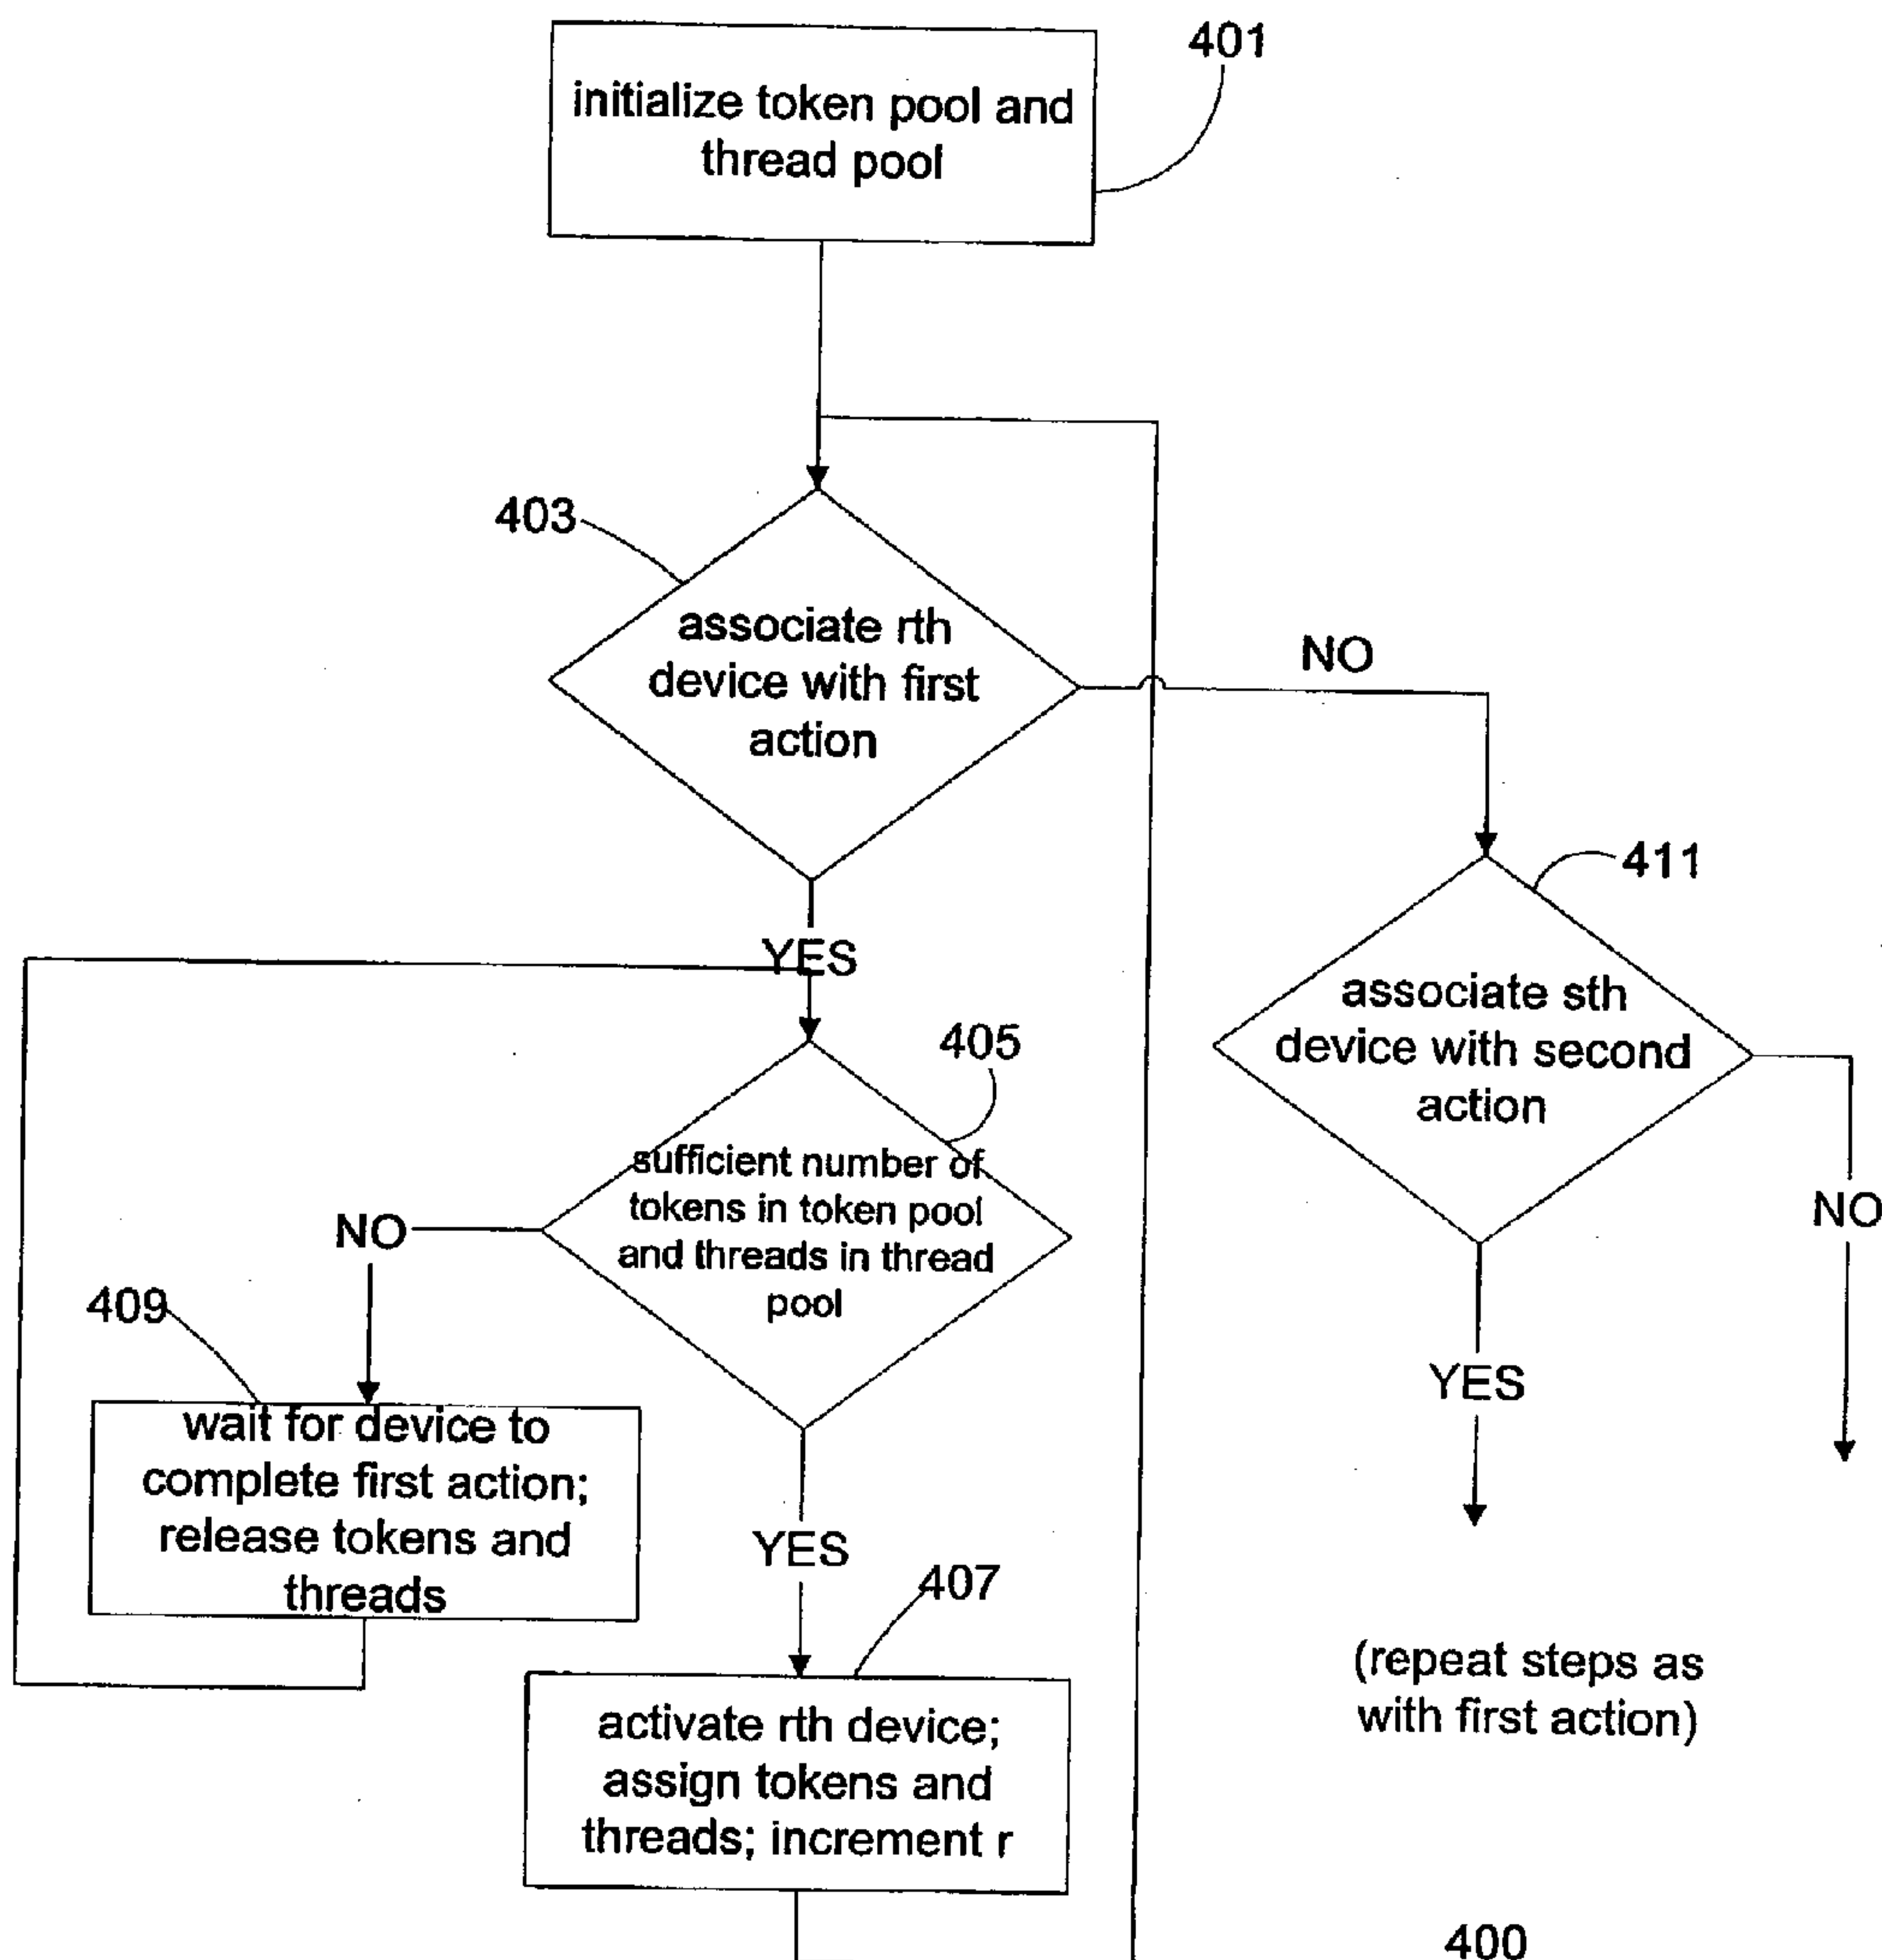 401
initialize token pool and
thread pool
403
associate rth
device with first
action
NO
411
YES
associate sth
device with second
action
405
sufficient number of
tokens in token pool
and threads in thread
pool
NO
NO
409
YES
wait for device to
complete first action;
release tokens and
threads
YES
407
(repeat steps as
with first action)
activate rth device;
assign tokens and
threads; increment r
400